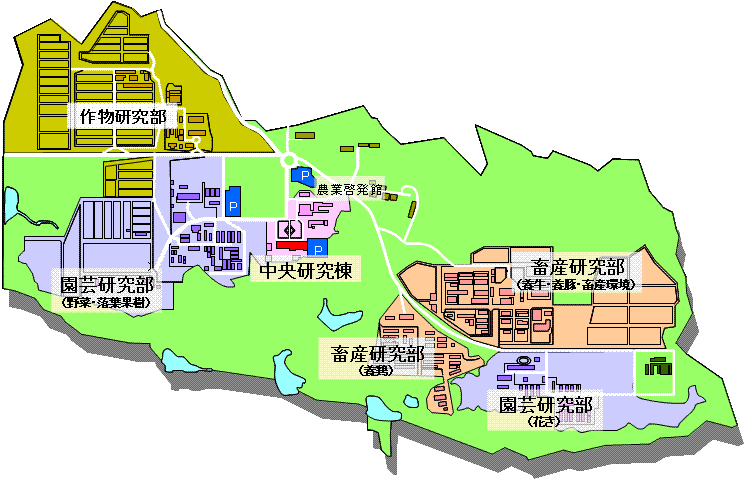 作物研究部
P
農業啓発館
P
P
中央研究棟
園芸研究部
(野菜・落葉果樹)
畜産研究部
(養牛・養豚・畜産環境)
畜産研究部
(養鶏)
園芸研究部
(花き)